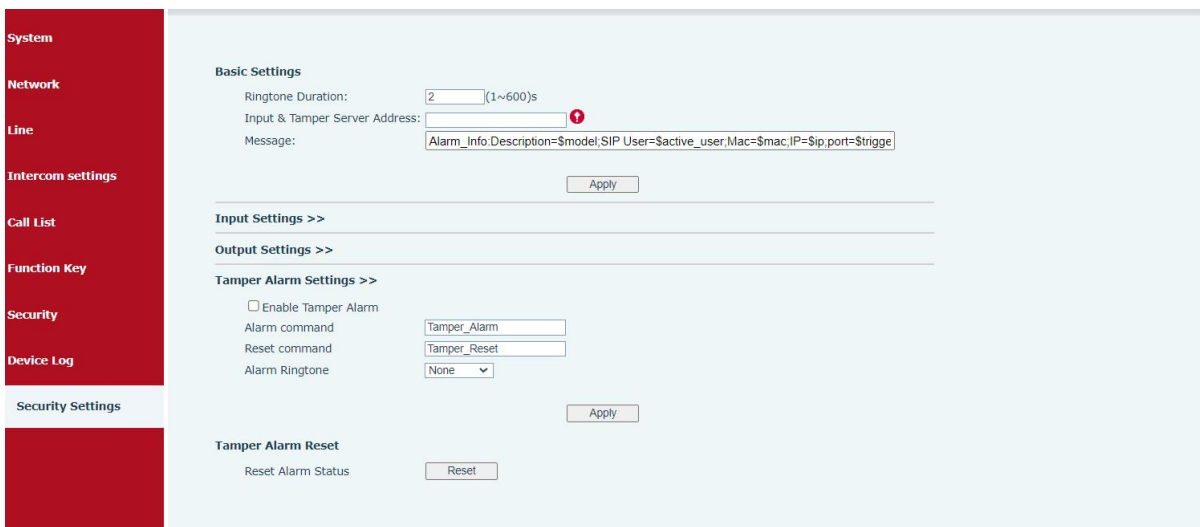 System
Network
Line
Intercom settings
Call List
Function Key
Security
Device Log
Security Settings
Basic Settings
Ringtone Duration: 2 (1~600)s
Input & Tamper Server Address:
Message: Alarm_Info:Description=$model;SIP User=$active_user;Mac=$mac;IP=$ip;port=$trigge
Apply
Input Settings >>
Output Settings >>
Tamper Alarm Settings >>
Enable Tamper Alarm
Alarm command Tamper_Alarm
Reset command Tamper_Reset
Alarm Ringtone None
Apply
Tamper Alarm Reset
Reset Alarm Status Reset